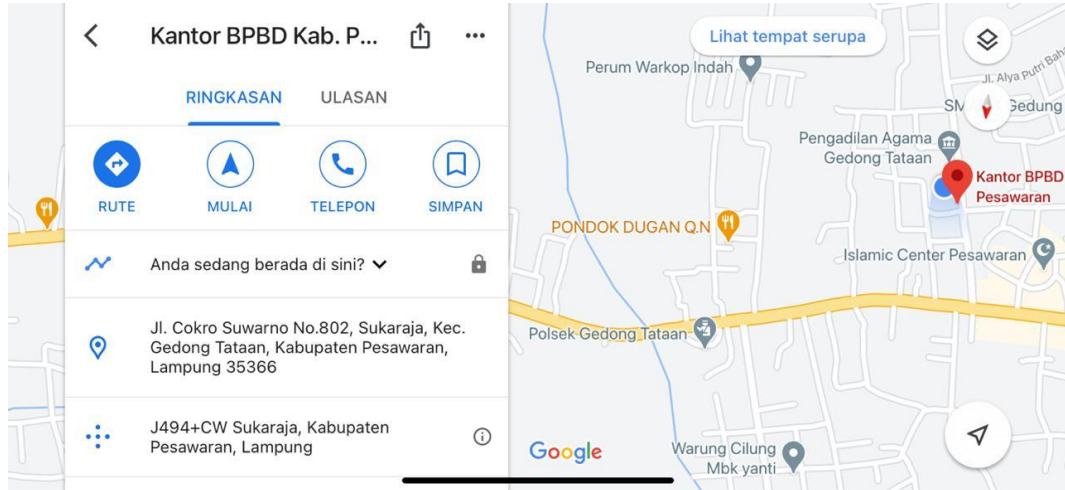 Kantor BPBD Kab. P...
RINGKASAN
ULASAN
RUTE
MULAI
TELEPON
SIMPAN
Anda sedang berada di sini?
Jl. Cokro Suwarno No.802, Sukaraja, Kec.
Gedong Tataan, Kabupaten Pesawaran,
Lampung 35366
J494+CW Sukaraja, Kabupaten
Pesawaran, Lampung
Lihat tempat serupa
Perum Warkop Indah
Jl. Alya Putri
Gedung
Pengadilan Agama
Gedong Tataan
Kantor BPBD
Pesawaran
PONDOK DUGAN Q.N
Islamic Center Pesawaran
Polsek Gedong Tataan
Google
Warung Cilung
Mbk yanti